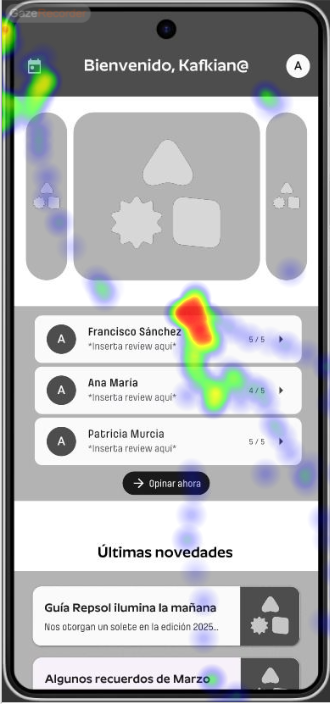 GazeRecorder
Bienvenido, Kafkian@
A
A
Francisco Sánchez
*Inserta review aquí*
5 / 5
A
Ana María
*Inserta review aquí*
4 / 5
A
Patricia Murcia
*Inserta review aquí*
5 / 5
Opinar ahora
Últimas novedades
Guía Repsol ilumina la mañana
Nos otorgan un solete en la edición 2025..
Algunos recuerdos de Marzo